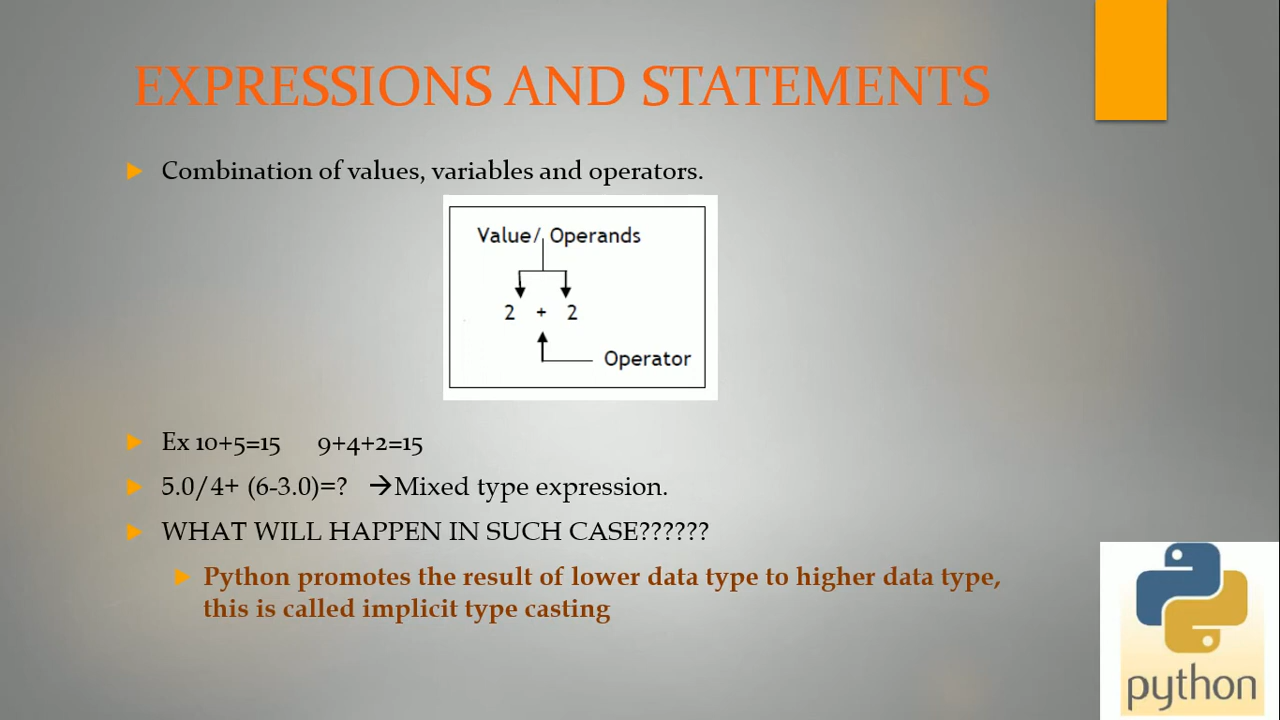 EXPRESSIONS AND STATEMENTS
Combination of values, variables and operators.
Value/ Operands
2 + 2
Operator
Ex 10+5=15 9+4+2=15
5.0/4+ (6-3.0)=? →Mixed type expression.
WHAT WILL HAPPEN IN SUCH CASE??????
Python promotes the result of lower data type to higher data type,
this is called implicit type casting
python